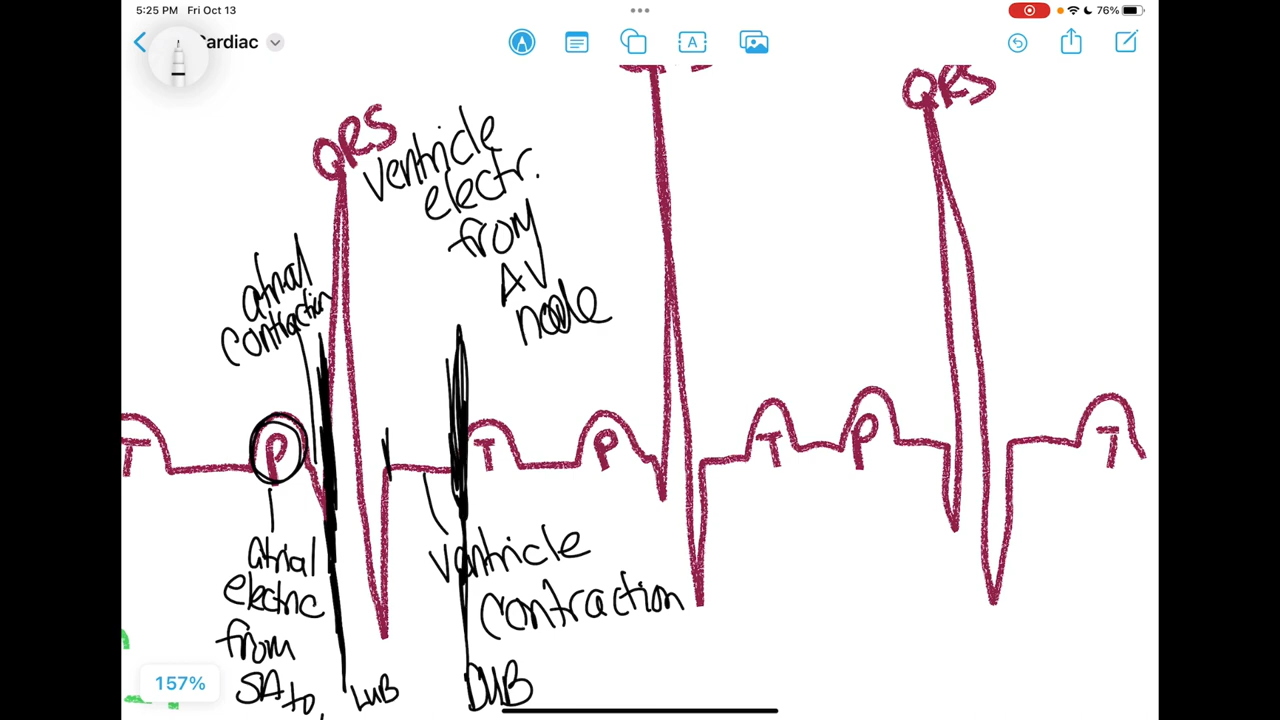 5:25 PM Fri Oct 13
76%
Cardiac
QRS
QRS
ventricle
electr.
from
AV
node
atrial
contraction
T
P
T
P
T
P
T
ventricle
contraction
atrial
electric
from
SA to
LUB
DUB
157%